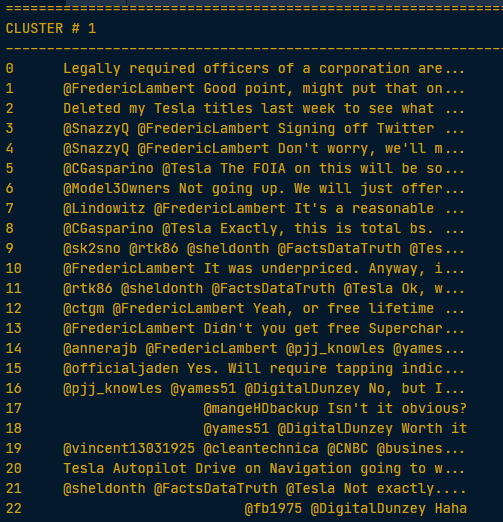 CLUSTER # 1
0 Legally required officers of a corporation are...
1 @FredericLambert Good point, might put that on...
2 Deleted my Tesla titles last week to see what ...
3 @SnazzyQ @FredericLambert Signing off Twitter ...
4 @SnazzyQ @FredericLambert Don't worry, we'll m...
5 @CGasparino @Tesla The FOIA on this will be so...
6 @Model3Owners Not going up. We will just offer...
7 @Lindowitz @FredericLambert It's a reasonable ...
8 @CGasparino @Tesla Exactly, this is total bs. ...
9 @sk2sno @rtk86 @sheldonth @FactsDataTruth @Tes...
10 @FredericLambert It was underpriced. Anyway, i...
11 @rtk86 @sheldonth @FactsDataTruth @Tesla Ok, w...
12 @ctgm @FredericLambert Yeah, or free lifetime ...
13 @FredericLambert Didn't you get free Superchar...
14 @annerajb @FredericLambert @pjj_knowles @yames...
15 @officialjaden Yes. Will require tapping indic...
16 @pjj_knowles @yames51 @DigitalDunzey No, but I...
17 @mangeHDbackup Isn't it obvious?
18 @yames51 @DigitalDunzey Worth it
19 @vincent13031925 @cleantechnica @CNBC @busines...
20 Tesla Autopilot Drive on Navigation going to w...
21 @sheldonth @FactsDataTruth @Tesla Not exactly....
22 @fb1975 @DigitalDunzey Haha